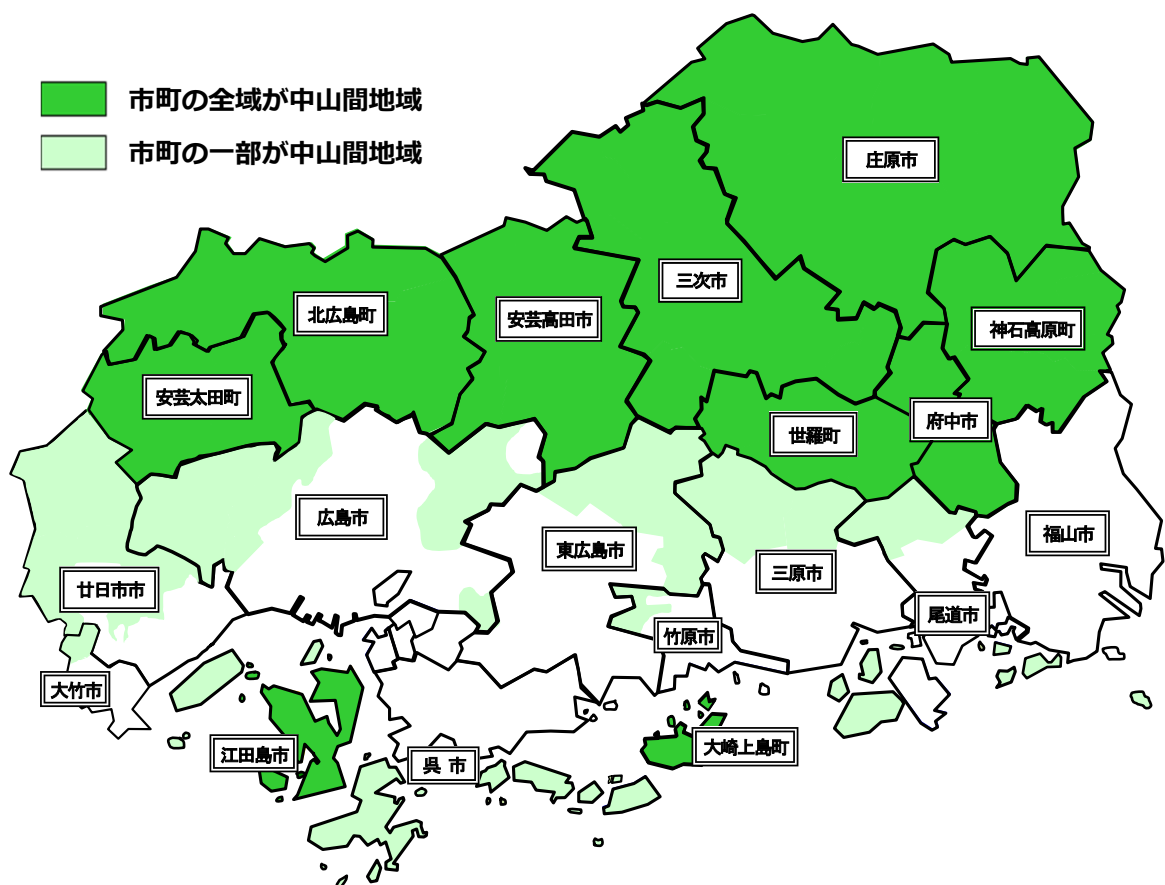 市町の全域が中山間地域
市町の一部が中山間地域
庄原市
三次市
北広島町
安芸高田市
神石高原町
安芸太田町
府中市
世羅町
広島市
福山市
東広島市
三原市
廿日市市
尾道市
竹原市
大竹市
江田島市
大崎上島町
呉 市